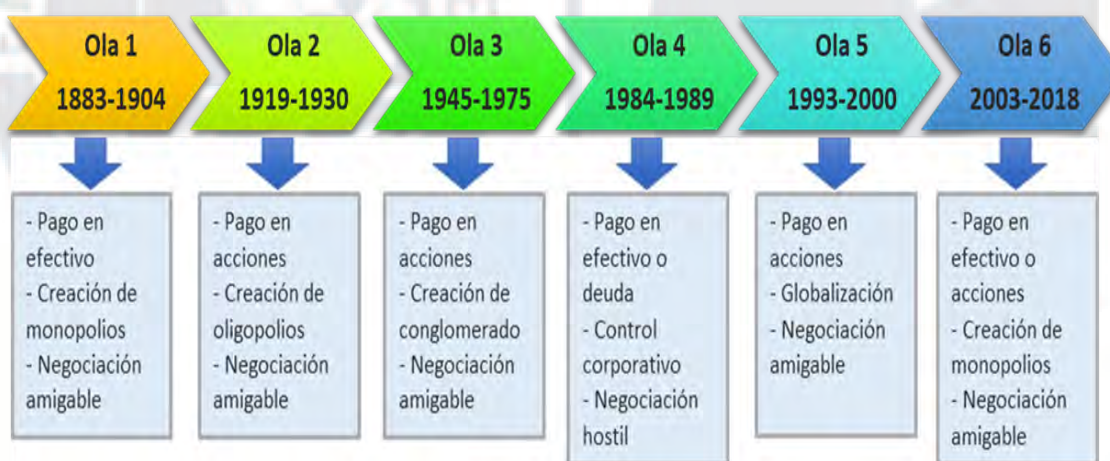 Ola 1
1883-1904
Ola 2
1919-1930
Ola 3
1945-1975
Ola 4
1984-1989
Ola 5
1993-2000
Ola 6
2003-2018
- Pago en
efectivo
- Creación de
monopolios
- Negociación
amigable
- Pago en
acciones
- Creación de
oligopolios
- Negociación
amigable
- Pago en
acciones
- Creación de
conglomerado
- Negociación
amigable
- Pago en
efectivo o
deuda
- Control
corporativo
- Negociación
hostil
- Pago en
acciones
- Globalización
- Negociación
amigable
- Pago en
efectivo o
acciones
- Creación de
monopolios
- Negociación
amigable